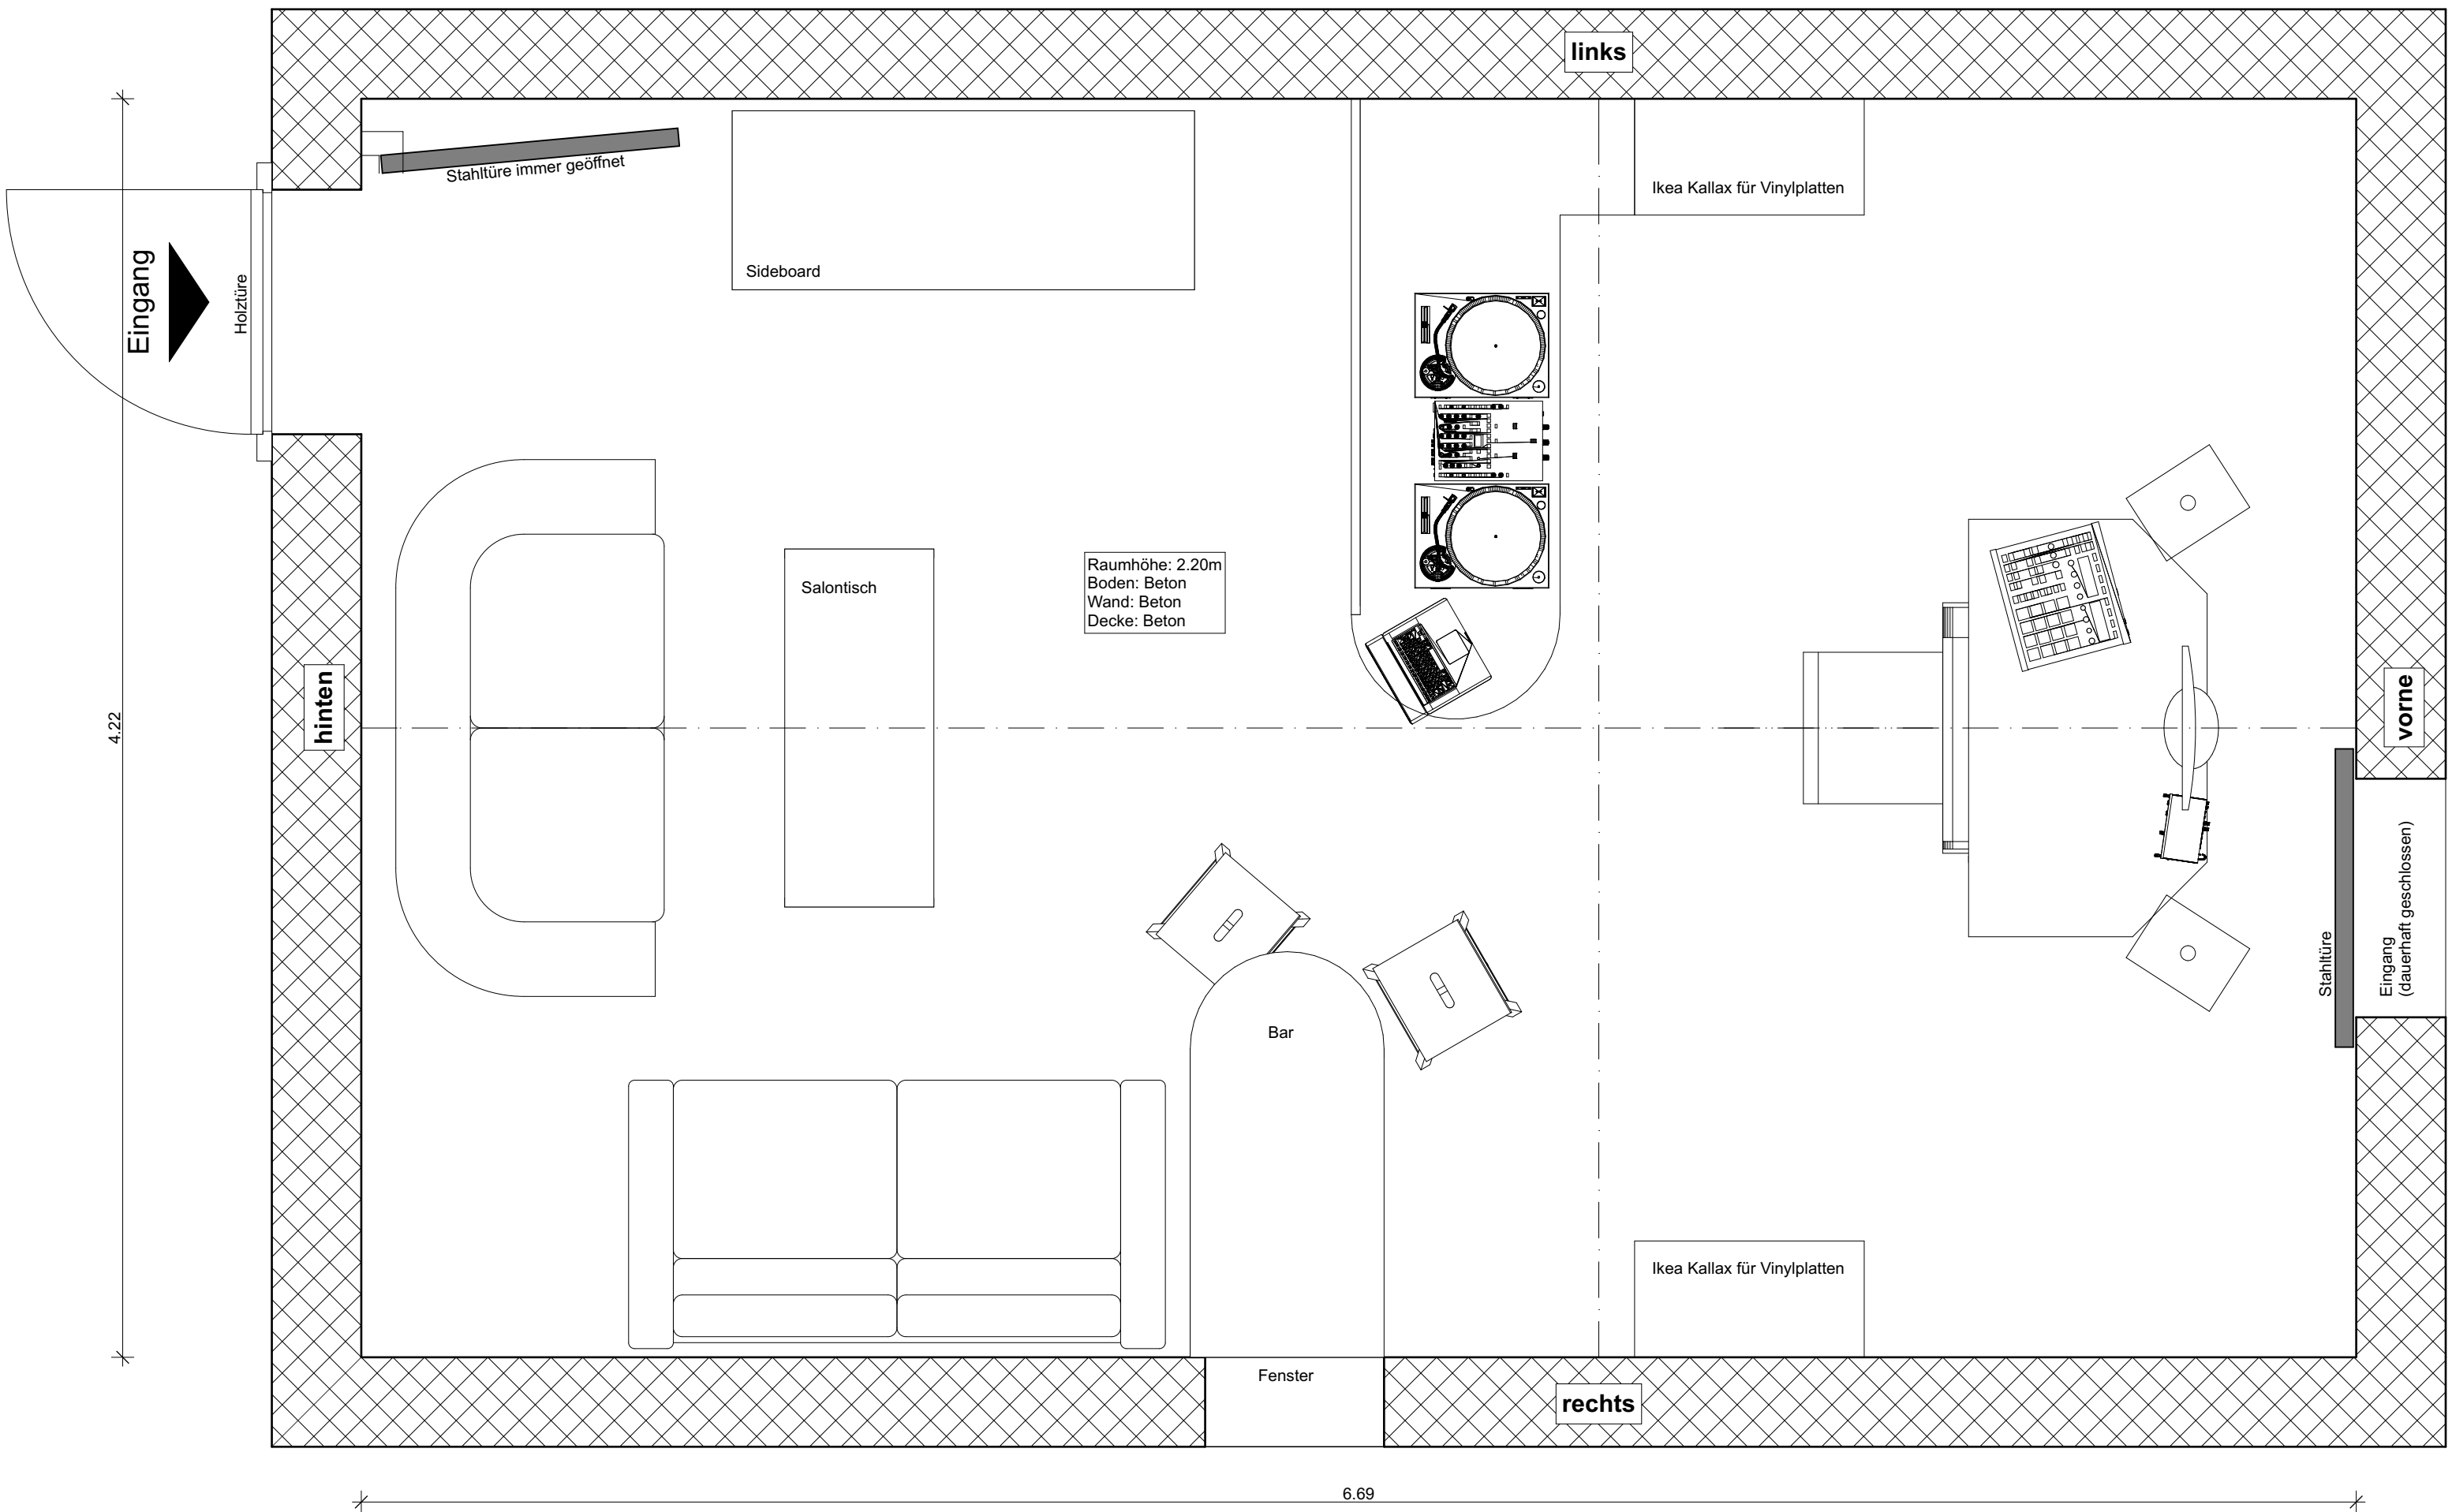 links
Stahltüre immer geöffnet
Ikea Kallax für Vinylplatten
Eingang
Holztüre
Sideboard
Raumhöhe: 2.20m
Boden: Beton
Wand: Beton
Decke: Beton
Salontisch
hinten
vorne
4.22
Stahltüre
Eingang
(dauerhaft geschlossen)
Bar
Ikea Kallax für Vinylplatten
Fenster
rechts
6.69